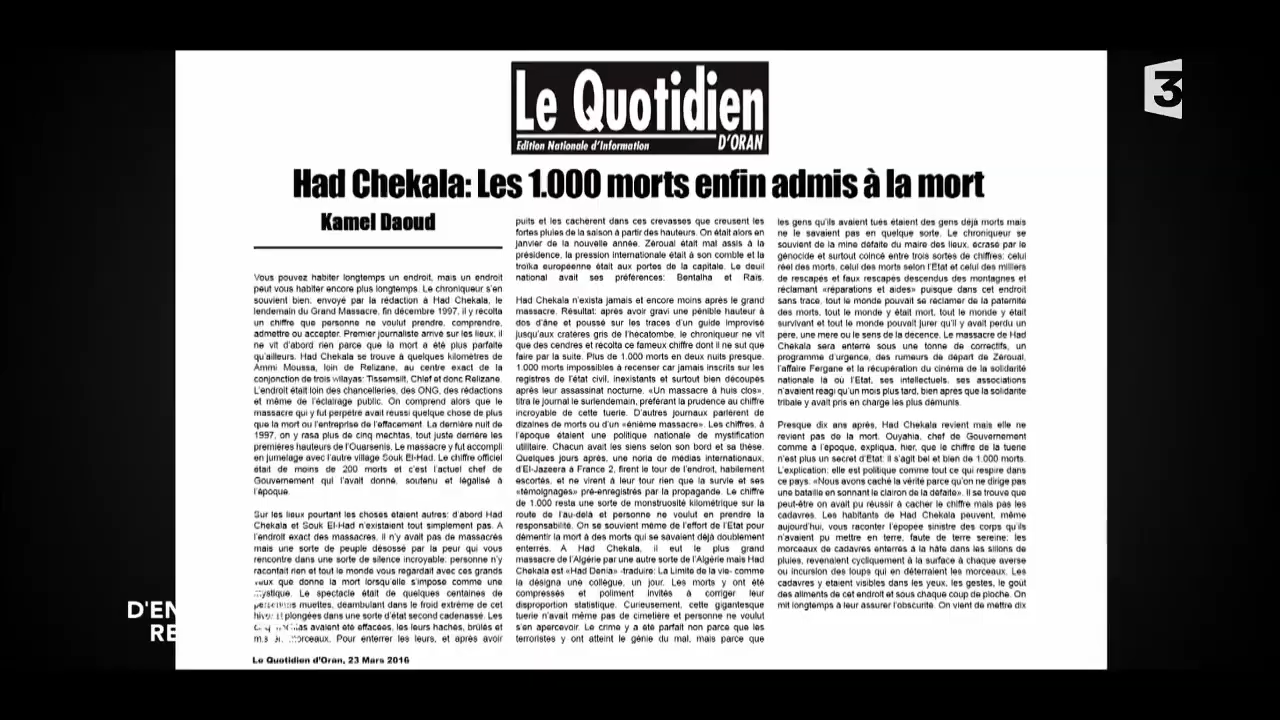 3
Le Quotidien
Edition Nationale d'Information
D'ORAN
Had Chekala: Les 1.000 morts enfin admis à la mort
Kamel Daoud
Vous pouvez habiter longtemps un endroit, mais un endroit
peut vous habiter encore plus longtemps. Le chroniqueur s'en
souvient bien: envoyé par la rédaction à Had Chekala, le
lendemain du Grand Massacre, fin décembre 1997, il y récolta
un chiffre que personne ne voulut prendre, comprendre,
admettre ou accepter. Premier journaliste arrivé sur les lieux, il
ne vit d'abord rien parce que la mort a été plus parfaite
qu'ailleurs. Had Chekala se trouve à quelques kilomètres de
Ammi Moussa, loin de Relizane, au centre exact de la
conjonction de trois wilayas: Tissemsilt, Chlef et donc Relizane.
L'endroit était loin des chancelleries, des ONG, des rédactions
et même de l'éclairage public. On comprend alors que le
massacre qui y fut perpétré avait réussi quelque chose de plus
que la mort ou l'entreprise de l'effacement. La dernière nuit de
1997, on y rasa plus de cinq mechtas, tout juste derrière les
premières hauteurs de l'Ouarsenis. Le massacre y fut accompli
en jumelage avec l'autre village Souk El-Had. Le chiffre officiel
était de moins de 200 morts et c'est l'actuel chef de
Gouvernement qui l'avait donné, soutenu et légalisé à
l'époque.
Sur les lieux pourtant les choses étaient autres: d'abord Had
Chekala et Souk El-Had n'existaient tout simplement pas. A
l'endroit exact des massacres, il n'y avait pas de massacrés
mais une sorte de peuple désossé par la peur qui vous
rencontre dans une sorte de silence incroyable: personne n'y
racontait rien et tout le monde vous regardait avec ces grands
yeux que donne la mort lorsqu'elle s'impose comme une
mystique. Le spectacle était de quelques centaines de
personnes muettes, déambulant dans le froid extrême de cet
hiver et plongées dans une sorte d'état second cadenassé. Les
avaient été effacées, les leurs hachés, brûlés et
morceaux. Pour enterrer les leurs, et après avoir
puits et les cachèrent dans ces crevasses que creusent les
fortes pluies de la saison à partir des hauteurs. On était alors en
janvier de la nouvelle année. Zéroual était mal assis à la
présidence, la pression internationale était à son comble et la
troïka européenne était aux portes de la capitale. Le deuil
national avait ses préférences: Bentalha et Raïs.
Had Chekala n'exista jamais et encore moins après le grand
massacre. Résultat: après avoir gravi une pénible hauteur à
dos d'âne et poussé sur les traces d'un guide improvisé
jusqu'aux cratères gris de l'hécatombe, le chroniqueur ne vit
que des cendres et récolta ce fameux chiffre dont il ne sut que
faire par la suite. Plus de 1.000 morts en deux nuits presque.
1.000 morts impossibles à recenser car jamais inscrits sur les
registres de l'état civil, inexistants et surtout bien découpés
après leur assassinat nocturne. «Un massacre à huis clos»,
titra le journal le surlendemain, préférant la prudence au chiffre
incroyable de cette tuerie. D'autres journaux parlèrent de
dizaines de morts ou d'un «énième massacre». Les chiffres, à
l'époque étaient une politique nationale de mystification
utilitaire. Chacun avait les siens selon son bord et sa thèse.
Quelques jours après, une noria de médias internationaux,
d'El-Jazeera à France 2, firent le tour de l'endroit, habilement
escortés, et ne virent à leur tour rien que la survie et ses
«témoignages» pré-enregistrés par la propagande. Le chiffre
de 1.000 resta une sorte de monstruosité kilométrique sur la
route de l'au-delà et personne ne voulut en prendre la
responsabilité. On se souvient même de l'effort de l'Etat pour
démentir la mort à des morts qui se savaient déjà doublement
enterrés. A Had Chekala, il eut le plus grand
massacre de l'Algérie par une autre sorte de l'Algérie mais Had
Chekala est «Had Denia» -traduire: La Limite de la vie- comme
la désigna une collègue, un jour. Les morts y ont été
compressés et poliment invités à corriger leur
disproportion statistique. Curieusement, cette gigantesque
tuerie n'avait même pas de cimetière et personne ne voulut
s'en apercevoir. Le crime y a été parfait non parce que les
terroristes y ont atteint le génie du mal, mais parce que
les gens qu'ils avaient tués étaient des gens déjà morts mais
ne le savaient pas en quelque sorte. Le chroniqueur se
souvient de la mine défaite du maire des lieux, écrasé par le
génocide et surtout coincé entre trois sortes de chiffres: celui
réel des morts, celui des morts selon l'Etat et celui des milliers
de rescapés et faux rescapés descendus des montagnes et
réclamant «réparations et aides» puisque dans cet endroit
sans trace, tout le monde pouvait se réclamer de la paternité
des morts, tout le monde y était mort, tout le monde y était
survivant et tout le monde pouvait jurer qu'il y avait perdu un
père, une mère ou le sens de la décence. Le massacre de Had
Chekala sera enterré sous une tonne de correctifs, un
programme d'urgence, des rumeurs de départ de Zéroual,
l'affaire Fergane et la récupération du cinéma de la solidarité
nationale là où l'Etat, ses intellectuels, ses associations
n'avaient réagi qu'un mois plus tard, bien après que la solidarité
tribale y avait pris en charge les plus démunis.
Presque dix ans après, Had Chekala revient mais elle ne
revient pas de la mort. Ouyahia, chef de Gouvernement
comme à l'époque, expliqua, hier, que le chiffre de la tuerie
n'est plus un secret d'Etat: il s'agit bel et bien de 1.000 morts.
L'explication: elle est politique comme tout ce qui respire dans
ce pays. «Nous avons caché la vérité parce qu'on ne dirige pas
une bataille en sonnant le clairon de la défaite». Il se trouve que
peut-être on avait pu réussir à cacher le chiffre mais pas les
cadavres. Les habitants de Had Chekala peuvent, même
aujourd'hui, vous raconter l'épopée sinistre des corps qu'ils
n'avaient pu mettre en terre, faute de terre sereine: les
morceaux de cadavres enterrés à la hâte dans les sillons de
pluies, revenaient cycliquement à la surface à chaque averse
ou incursion des loups qui en déterraient les morceaux. Les
cadavres y étaient visibles dans les yeux, les gestes, le goût
des aliments de cet endroit et sous chaque coup de pioche. On
mit longtemps à leur assurer l'obscurité. On vient de mettre dix
Le Quotidien d'Oran, 23 Mars 2016
D'EN
RE